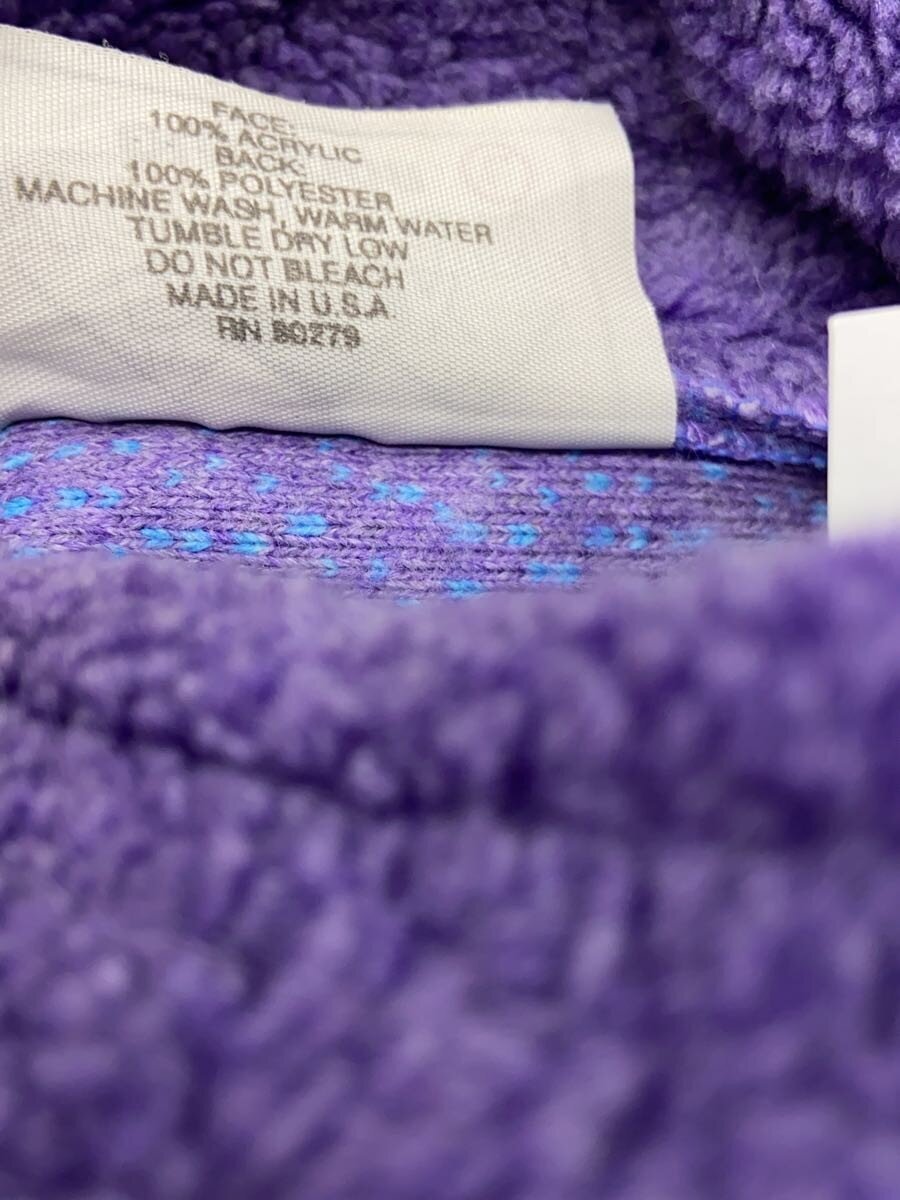 FACE:
100% ACRYLIC
BACK:
100% POLYESTER
MACHINE WASH, WARM WATER
TUMBLE DRY LOW
DO NOT BLEACH
MADE IN U.S.A.
RN 80279